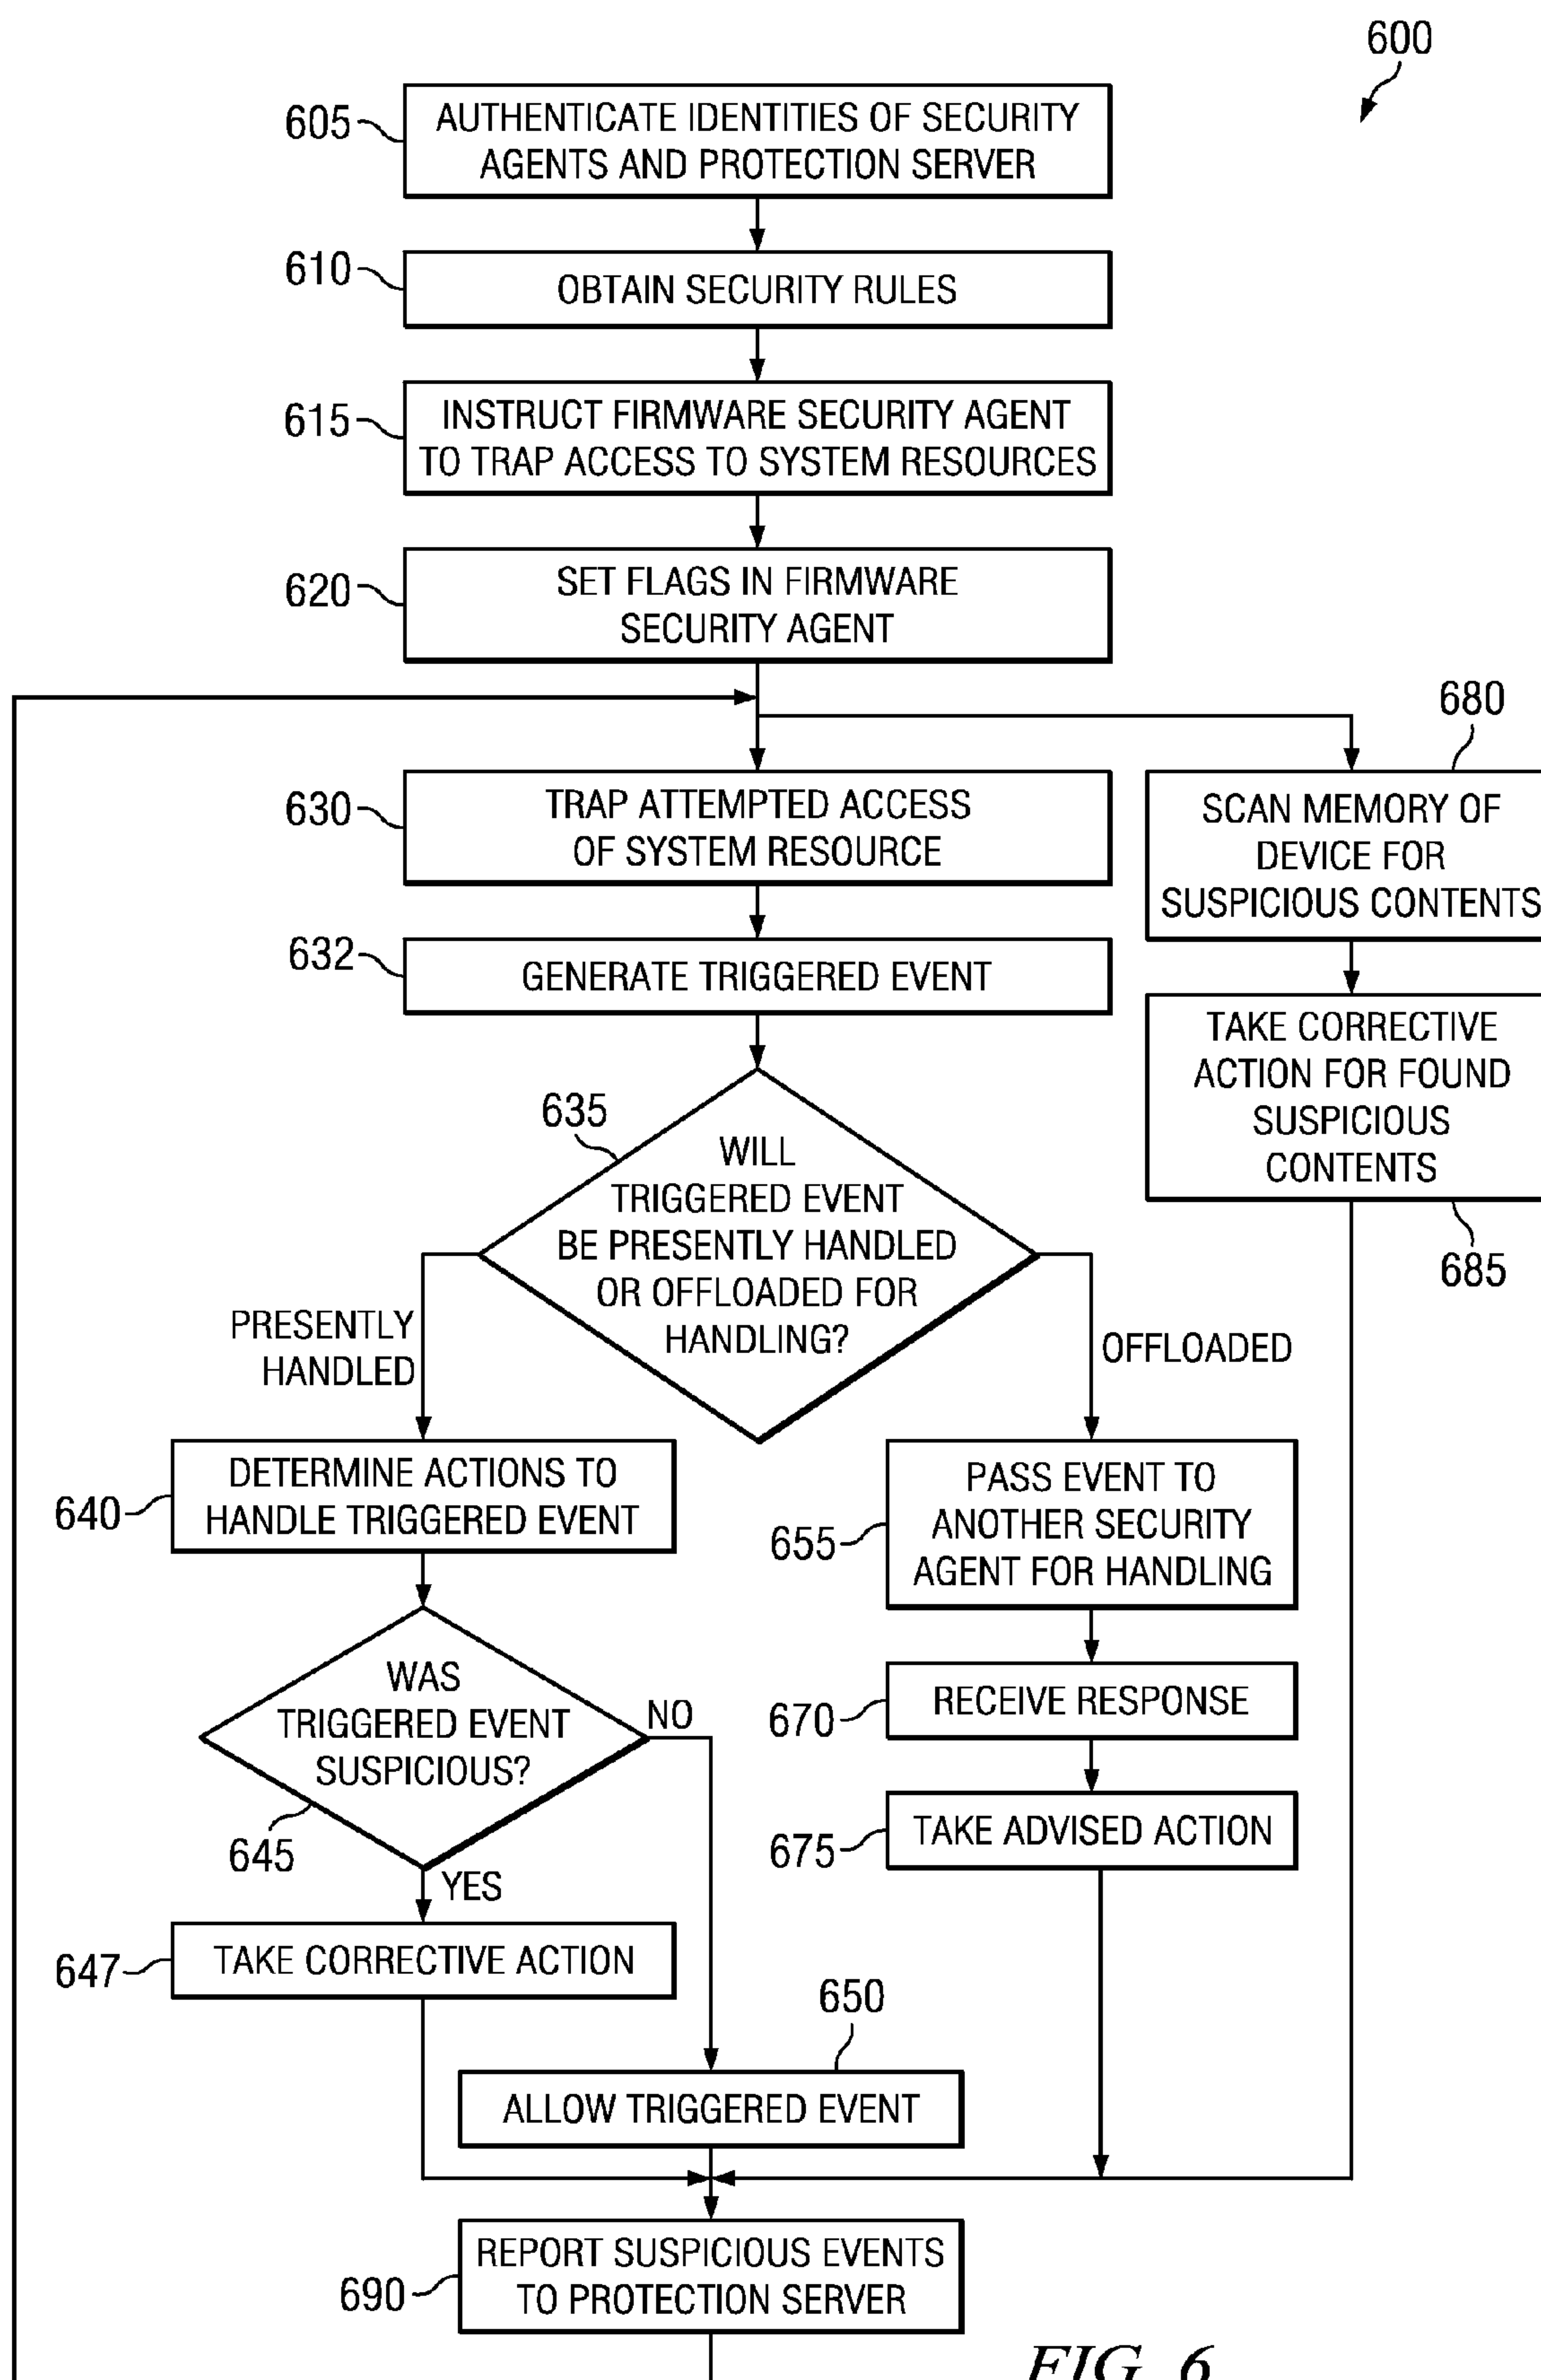 600
605
AUTHENTICATE IDENTITIES OF SECURITY
AGENTS AND PROTECTION SERVER
610
OBTAIN SECURITY RULES
615
INSTRUCT FIRMWARE SECURITY AGENT
TO TRAP ACCESS TO SYSTEM RESOURCES
620
SET FLAGS IN FIRMWARE
SECURITY AGENT
680
630
TRAP ATTEMPTED ACCESS
OF SYSTEM RESOURCE
SCAN MEMORY OF
DEVICE FOR
SUSPICIOUS CONTENTS
632
GENERATE TRIGGERED EVENT
TAKE CORRECTIVE
ACTION FOR FOUND
SUSPICIOUS
CONTENTS
685
635
WILL
TRIGGERED EVENT
BE PRESENTLY HANDLED
OR OFFLOADED FOR
HANDLING?
PRESENTLY
HANDLED
OFFLOADED
640
DETERMINE ACTIONS TO
HANDLE TRIGGERED EVENT
655
PASS EVENT TO
ANOTHER SECURITY
AGENT FOR HANDLING
WAS
TRIGGERED EVENT
SUSPICIOUS?
NO
645
YES
670
RECEIVE RESPONSE
675
TAKE ADVISED ACTION
647
TAKE CORRECTIVE ACTION
650
ALLOW TRIGGERED EVENT
690
REPORT SUSPICIOUS EVENTS
TO PROTECTION SERVER
FIG. 6